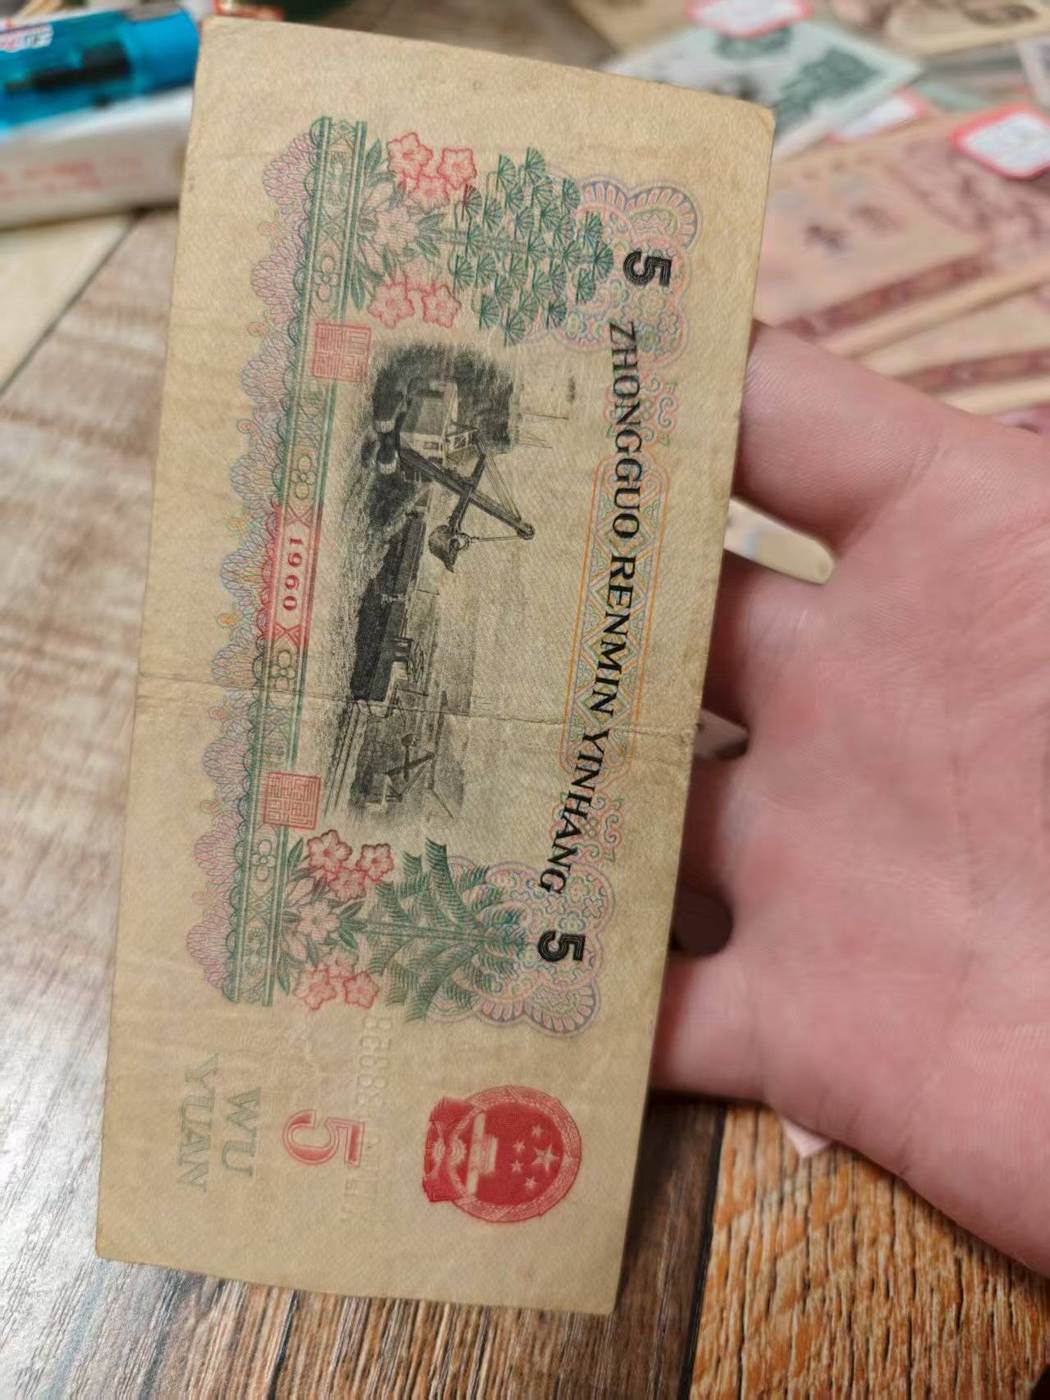 5 ZHONGGUO RENMIN YINHANG 5
1960
5
WU
YUAN